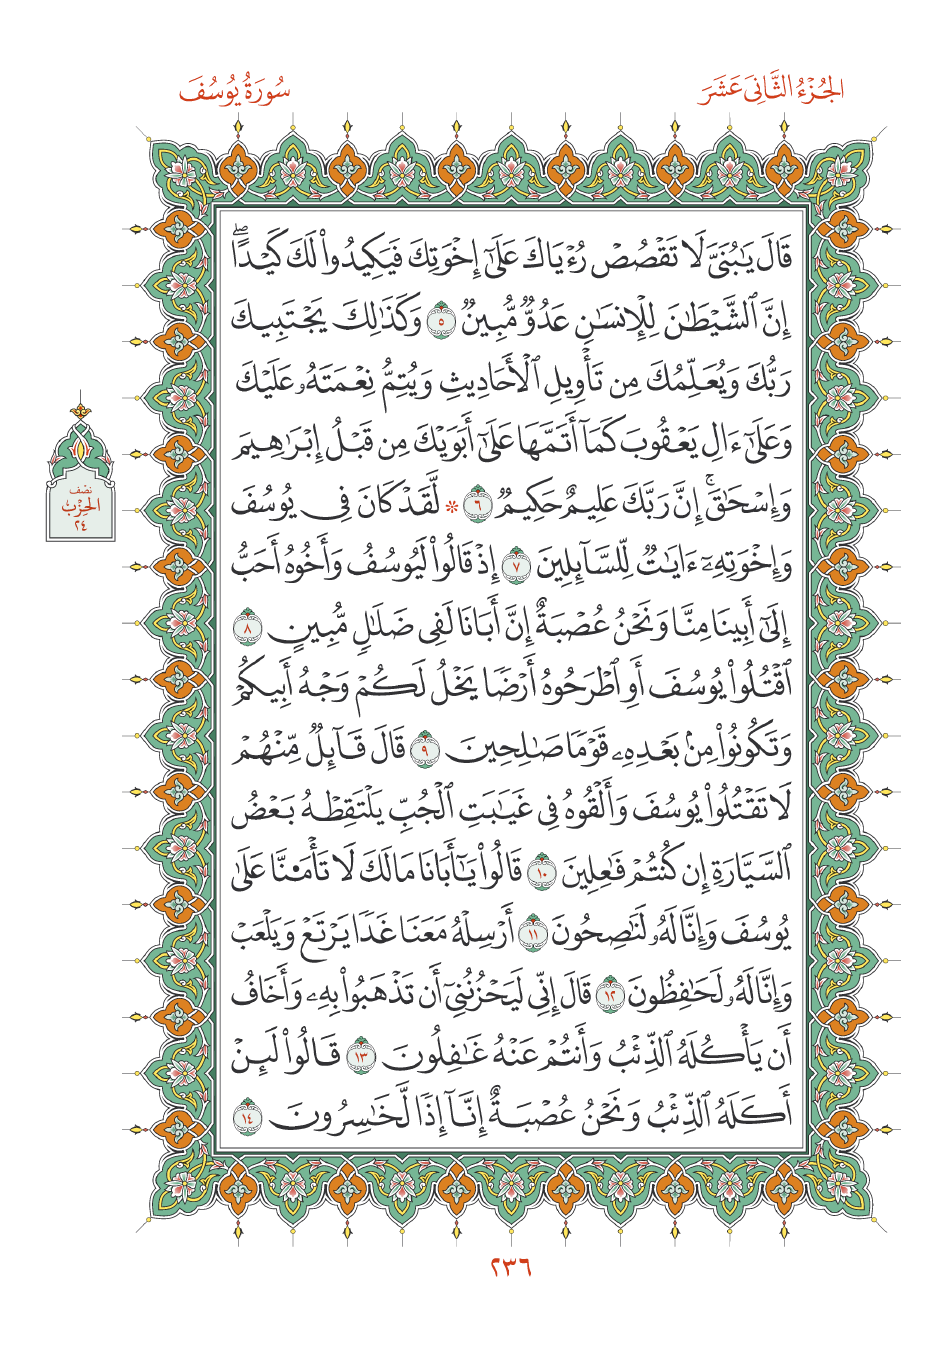 الجُزْءُ الثَّانِيَ عَشَرَ
سُورَةُ يُوسُفَ
قَالَ يَٰبُنَيَّ لَا تَقۡصُصۡ رُءۡيَاكَ عَلَىٰٓ إِخۡوَتِكَ فَيَكِيدُواْ لَكَ كَيۡدًاۖ
إِنَّ ٱلشَّيۡطَٰنَ لِلۡإِنسَٰنِ عَدُوّٞ مُّبِينٞ ٥ وَكَذَٰلِكَ يَجۡتَبِيكَ
رَبُّكَ وَيُعَلِّمُكَ مِن تَأۡوِيلِ ٱلۡأَحَادِيثِ وَيُتِمُّ نِعۡمَتَهُۥ عَلَيۡكَ
وَعَلَىٰٓ ءَالِ يَعۡقُوبَ كَمَآ أَتَمَّهَا عَلَىٰٓ أَبَوَيۡكَ مِن قَبۡلُ إِبۡرَٰهِيمَ
وَإِسۡحَٰقَۚ إِنَّ رَبَّكَ عَلِيمٌ حَكِيمٞ ٦ * لَّقَدۡ كَانَ فِي يُوسُفَ
نصف
الحِزْب
٢٤
وَإِخۡوَتِهِۦٓ ءَايَٰتٞ لِّلسَّآئِلِينَ ٧ إِذۡ قَالُواْ لَيُوسُفُ وَأَخُوهُ أَحَبُّ
إِلَىٰٓ أَبِينَا مِنَّا وَنَحۡنُ عُصۡبَةٌ إِنَّ أَبَانَا لَفِي ضَلَٰلٖ مُّبِينٍ ٨
ٱقۡتُلُواْ يُوسُفَ أَوِ ٱطۡرَحُوهُ أَرۡضٗا يَخۡلُ لَكُمۡ وَجۡهُ أَبِيكُمۡ
وَتَكُونُواْ مِنۢ بَعۡدِهِۦ قَوۡمٗا صَٰلِحِينَ ٩ قَالَ قَآئِلٞ مِّنۡهُمۡ
لَا تَقۡتُلُواْ يُوسُفَ وَأَلۡقُوهُ فِي غَيَٰبَتِ ٱلۡجُبِّ يَلۡتَقِطۡهُ بَعۡضُ
ٱلسَّيَّارَةِ إِن كُنتُمۡ فَٰعِلِينَ ١٠ قَالُواْ يَٰٓأَبَانَا مَالَكَ لَا تَأۡمَ۬نَّا عَلَىٰ
يُوسُفَ وَإِنَّا لَهُۥ لَنَٰصِحُونَ ١١ أَرۡسِلۡهُ مَعَنَا غَدٗا يَرۡتَعۡ وَيَلۡعَبۡ
وَإِنَّا لَهُۥ لَحَٰفِظُونَ ١٢ قَالَ إِنِّي لَيَحۡزُنُنِيٓ أَن تَذۡهَبُواْ بِهِۦ وَأَخَافُ
أَن يَأۡكُلَهُ ٱلذِّئۡبُ وَأَنتُمۡ عَنۡهُ غَٰفِلُونَ ١٣ قَالُواْ لَئِنۡ
أَكَلَهُ ٱلذِّئۡبُ وَنَحۡنُ عُصۡبَةٌ إِنَّآ إِذٗا لَّخَٰسِرُونَ ١٤
٢٣٦